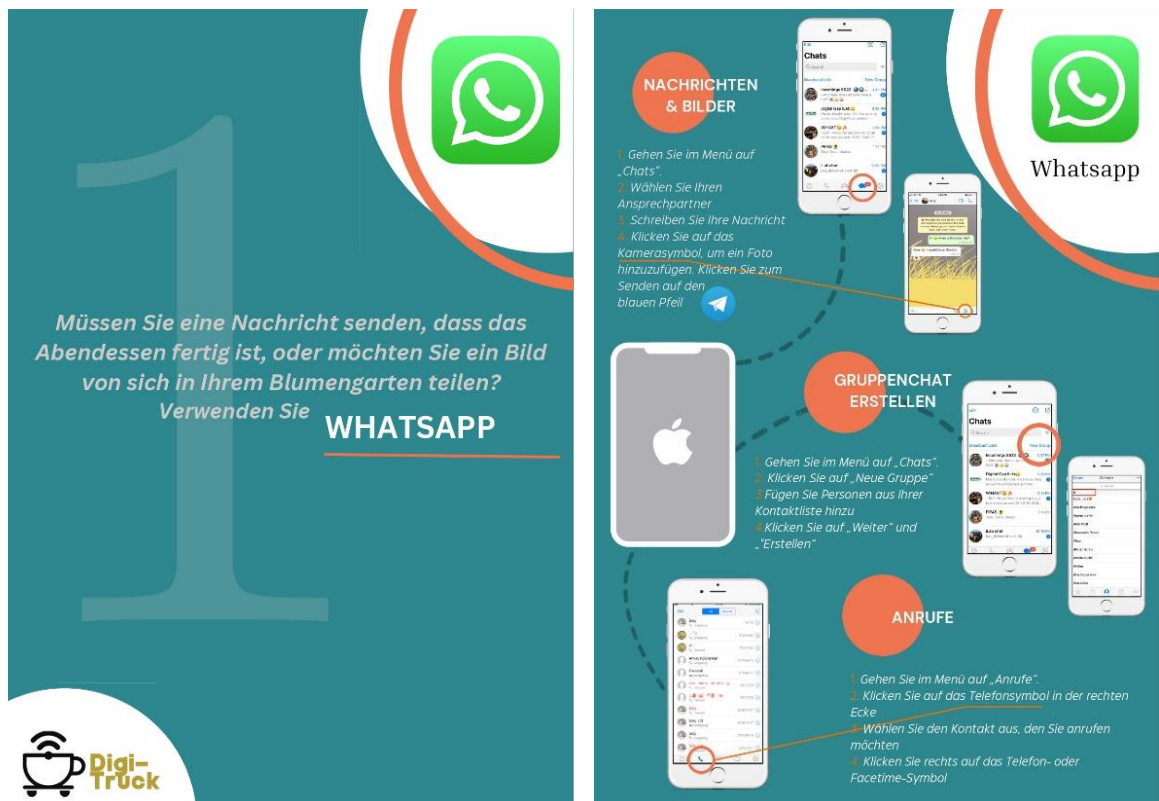 1
Müssen Sie eine Nachricht senden, dass das
Abendessen fertig ist, oder möchten Sie ein Bild
von sich in Ihrem Blumengarten teilen?
Verwenden Sie
WHATSAPP
Digi-
Truck
Whatsapp
NACHRICHTEN
& BILDER
1. Gehen Sie im Menü auf
„Chats“.
2. Wählen Sie Ihren
Ansprechpartner
3. Schreiben Sie Ihre Nachricht
4. Klicken Sie auf das
Kamerasymbol, um ein Foto
hinzuzufügen. Klicken Sie zum
Senden auf den
blauen Pfeil
Chats
GRUPPENCHAT
ERSTELLEN
1. Gehen Sie im Menü auf „Chats“.
2. Klicken Sie auf „Neue Gruppe“
3.Fügen Sie Personen aus Ihrer
Kontaktliste hinzu
4.Klicken Sie auf „Weiter“ und
„“Erstellen“
Chats
New Group
ANRUFE
1. Gehen Sie im Menü auf „Anrufe“.
2. Klicken Sie auf das Telefonsymbol in der rechten
Ecke
3. Wählen Sie den Kontakt aus, den Sie anrufen
möchten
4. Klicken Sie rechts auf das Telefon- oder
Facetime-Symbol